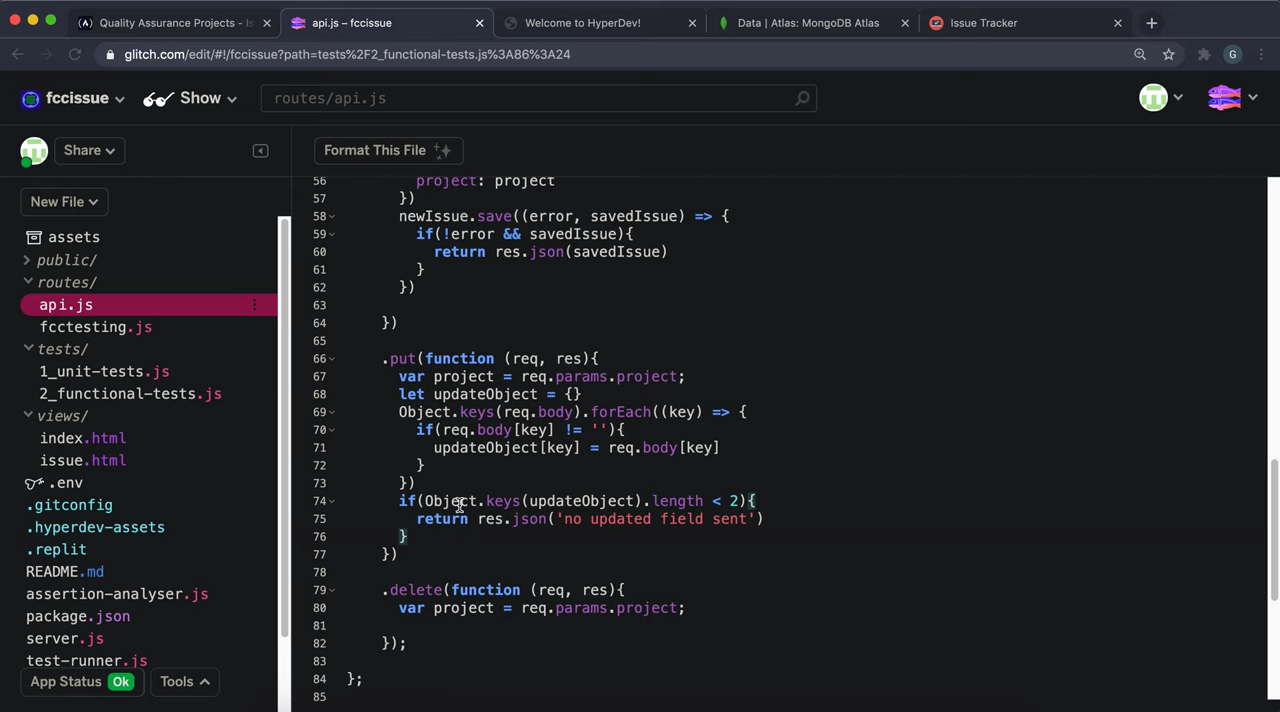 Quality Assurance Projects - Is
api.js – fccissue
Welcome to HyperDev!
Data | Atlas: MongoDB Atlas
Issue Tracker
glitch.com/edit/#!/fccissue?path=tests%2F2_functional-tests.js%3A86%3A24
G
fccissue
Show
routes/api.js
Share
Format This File
New File
assets
public/
routes/
api.js
fcctesting.js
tests/
1_unit-tests.js
2_functional-tests.js
views/
index.html
issue.html
.env
.gitconfig
.hyperdev-assets
.replit
README.md
assertion-analyser.js
package.json
server.js
test-runner.js
App Status Ok
Tools
56 project: project
57 })
58 newIssue.save((error, savedIssue) => {
59 if(!error && savedIssue){
60 return res.json(savedIssue)
61 }
62 })
63
64 })
65
66 .put(function (req, res){
67 var project = req.params.project;
68 let updateObject = {}
69 Object.keys(req.body).forEach((key) => {
70 if(req.body[key] != ''){
71 updateObject[key] = req.body[key]
72 }
73 })
74 if(Object.keys(updateObject).length < 2){
75 return res.json('no updated field sent')
76 }
77 })
78
79 .delete(function (req, res){
80 var project = req.params.project;
81
82 });
83
84 };
85